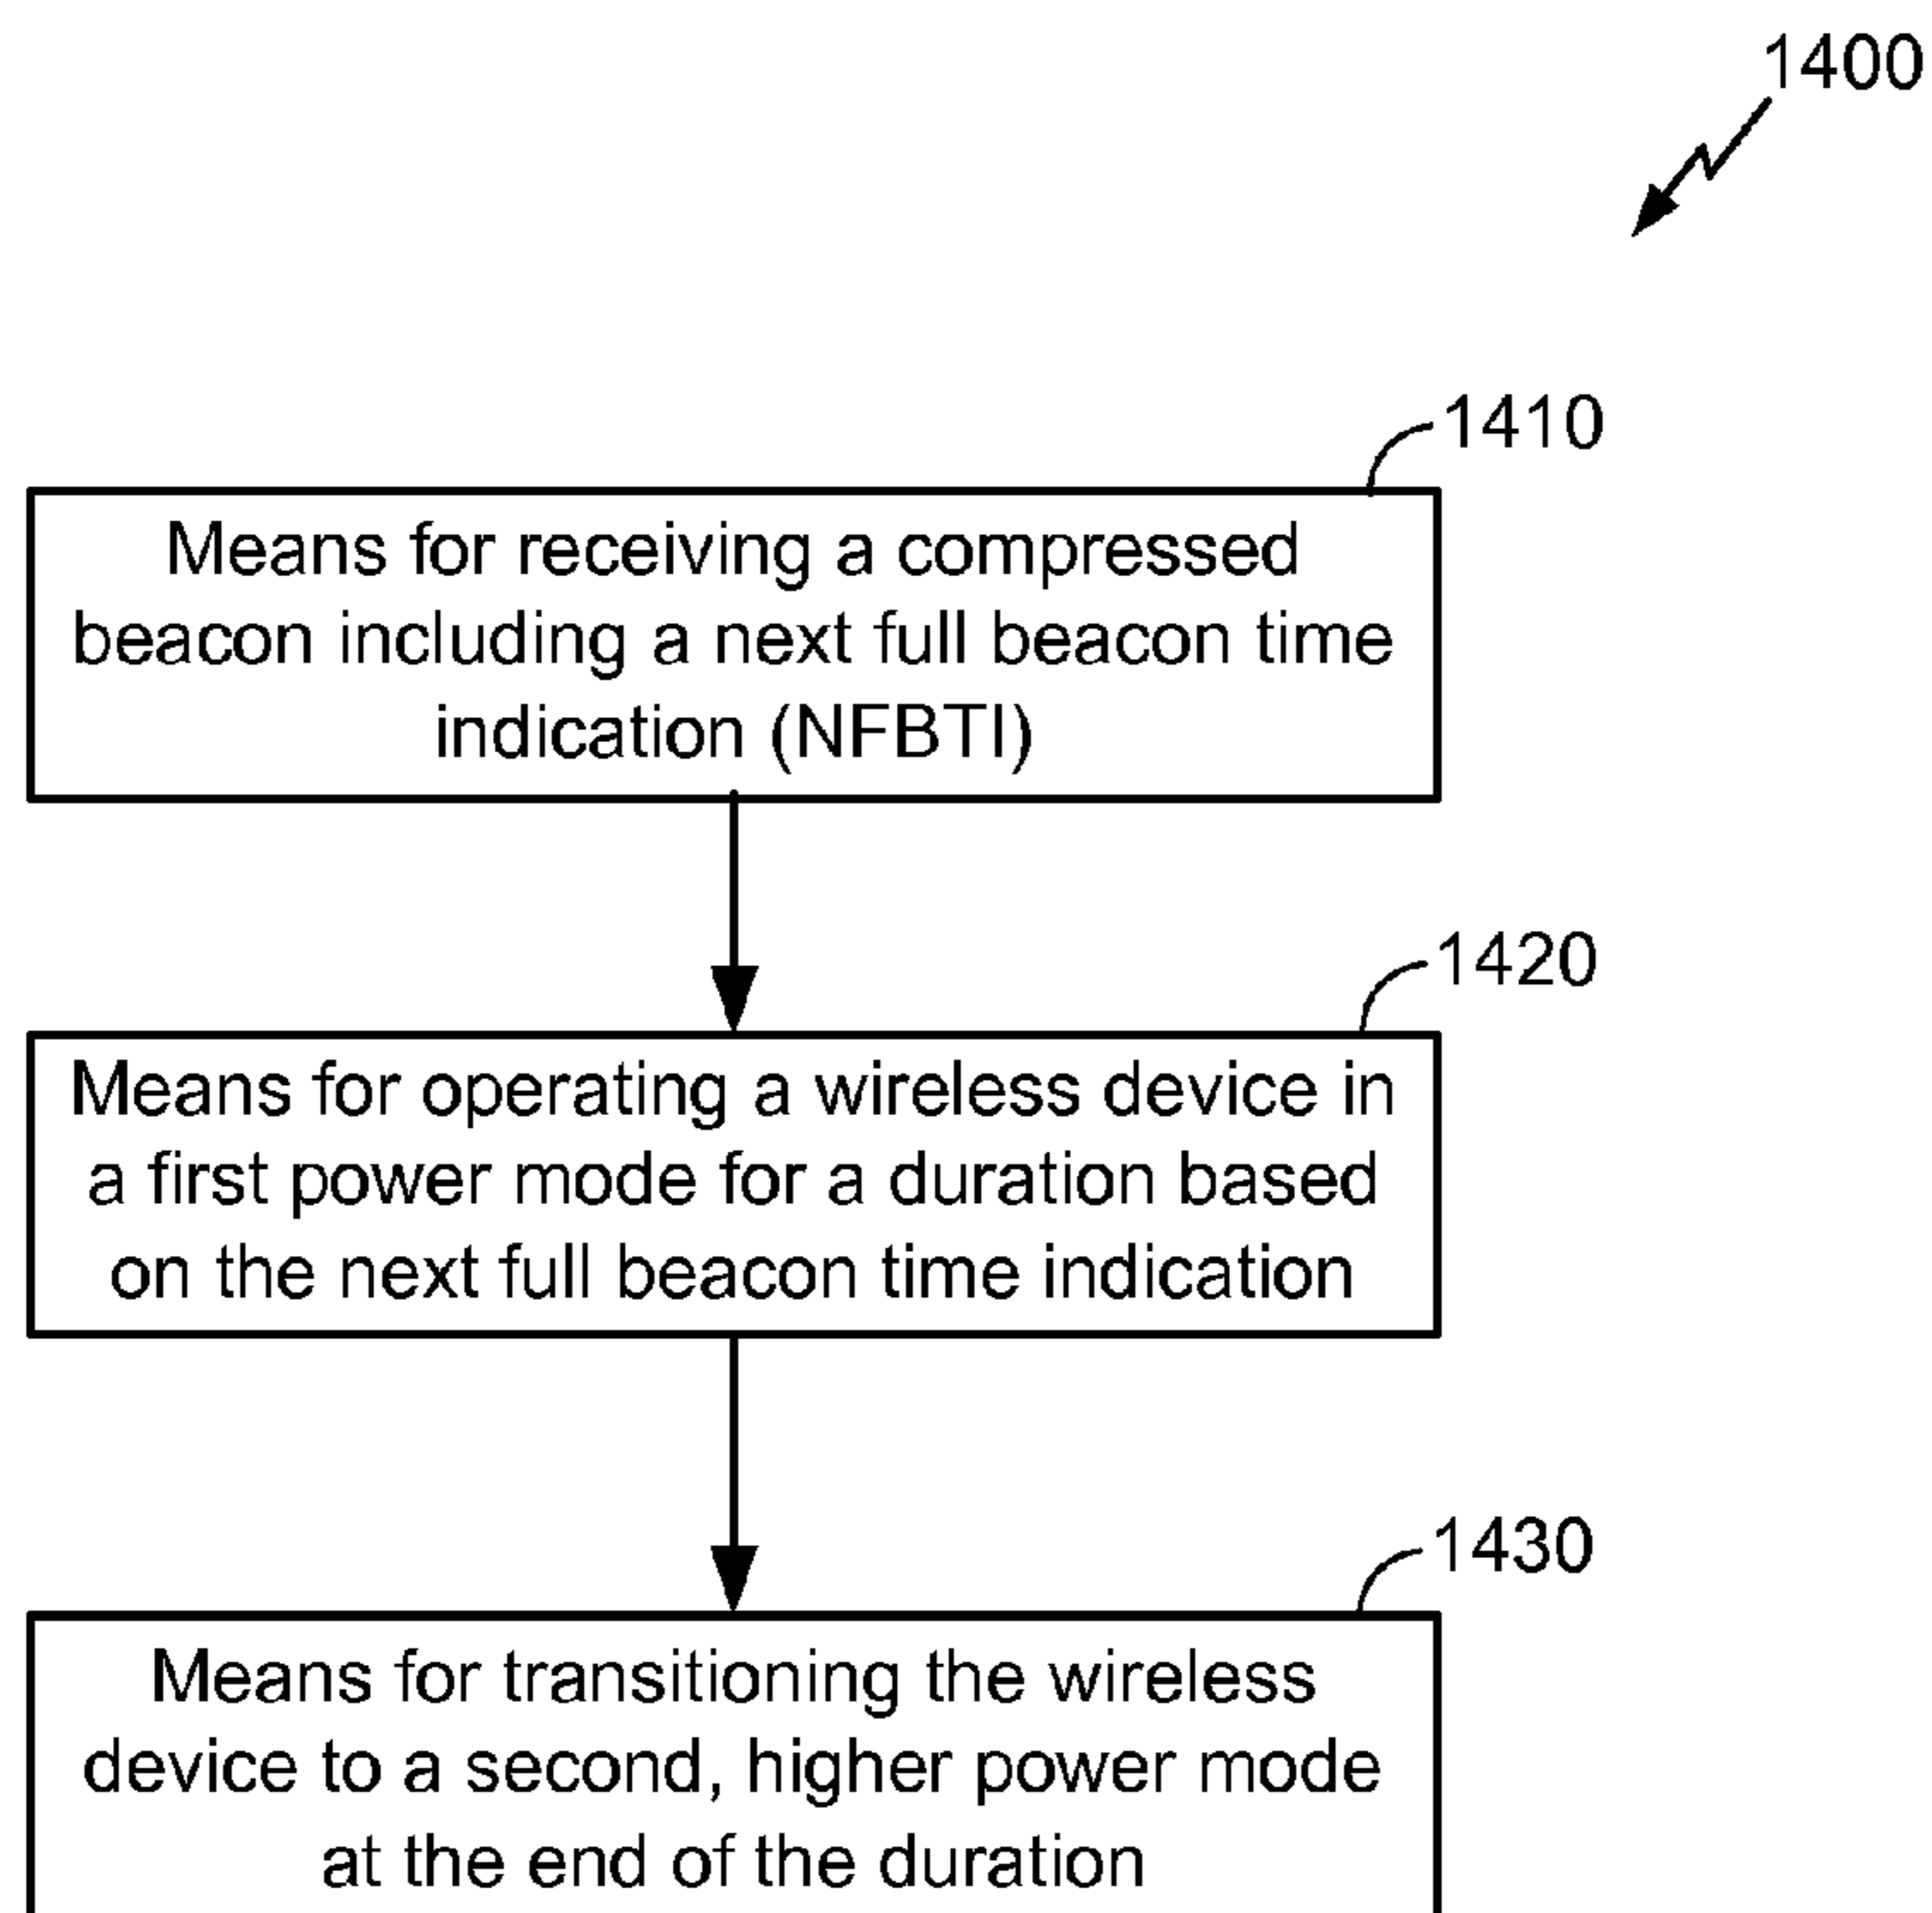 1400
1410
Means for receiving a compressed
beacon including a next full beacon time
indication (NFBTI)
1420
Means for operating a wireless device in
a first power mode for a duration based
on the next full beacon time indication
1430
Means for transitioning the wireless
device to a second, higher power mode
at the end of the duration